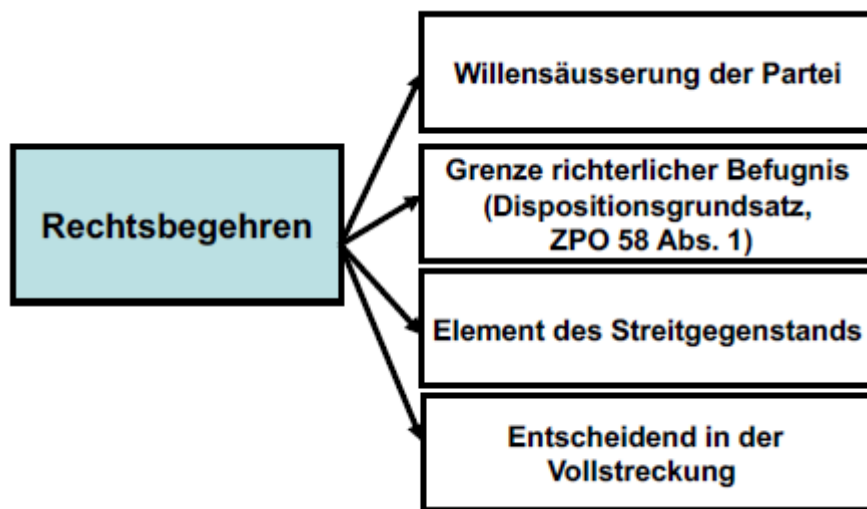 Rechtsbegehren
Willensäusserung der Partei
Grenze richterlicher Befugnis
(Dispositionsgrundsatz,
ZPO 58 Abs. 1)
Element des Streitgegenstands
Entscheidend in der
Vollstreckung